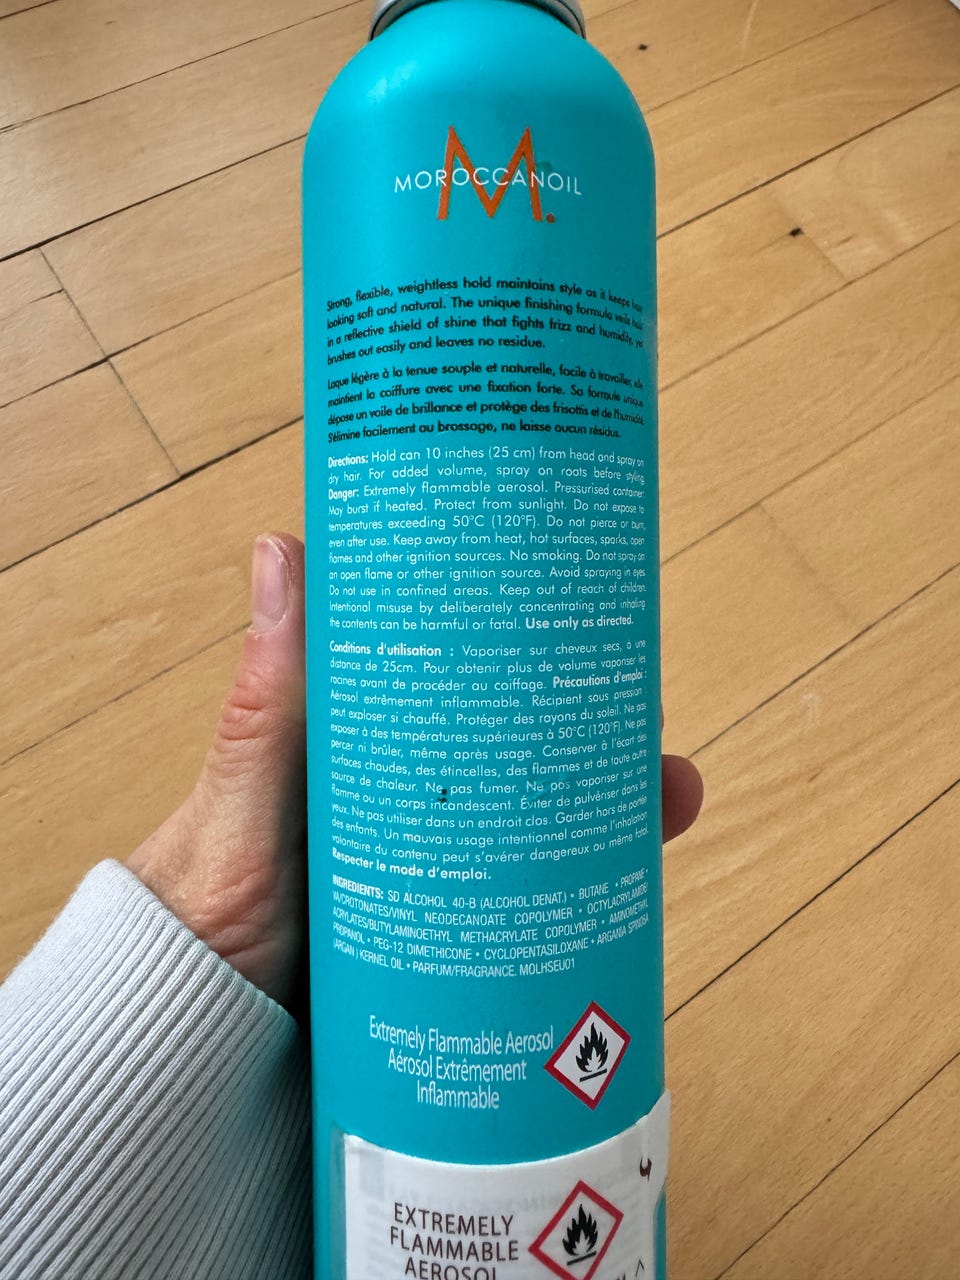 MOROCCANOIL
M.
Strong, flexible, weightless hold maintains style as it keeps hair
looking soft and natural. The unique finishing formula veils hair
in a reflective shield of shine that fights frizz and humidity, yet
brushes out easily and leaves no residue.
Laque légère à la tenue souple et naturelle, facile à travailler, elle
maintient la coiffure avec une fixation forte. Sa formule unique
dépose un voile de brillance et protège des frisottis et de l'humidité.
S'élimine facilement au brossage, ne laisse aucun résidus.
Directions: Hold can 10 inches (25 cm) from head and spray on
dry hair. For added volume, spray on roots before styling.
Danger: Extremely flammable aerosol. Pressurised container:
May burst if heated. Protect from sunlight. Do not expose to
temperatures exceeding 50°C (120°F). Do not pierce or burn,
even after use. Keep away from heat, hot surfaces, sparks, open
flames and other ignition sources. No smoking. Do not spray on
an open flame or other ignition source. Avoid spraying in eyes.
Do not use in confined areas. Keep out of reach of children.
Intentional misuse by deliberately concentrating and inhaling
the contents can be harmful or fatal. Use only as directed.
Conditions d'utilisation : Vaporiser sur cheveux secs, à une
distance de 25cm. Pour obtenir plus de volume vaporiser les
racines avant de procéder au coiffage. Précautions d'emploi :
Aérosol extrêmement inflammable. Récipient sous pression :
peut exploser si chauffé. Protéger des rayons du soleil. Ne pas
exposer à des températures supérieures à 50°C (120°F). Ne pas
percer ni brûler, même après usage. Conserver à l'écart des
surfaces chaudes, des étincelles, des flammes et de toute autre
source de chaleur. Ne pas fumer. Ne pas vaporiser sur une
flamme ou un corps incandescent. Éviter de pulvériser dans les
yeux. Ne pas utiliser dans un endroit clos. Garder hors de portée
des enfants. Un mauvais usage intentionnel comme l'inhalation
volontaire du contenu peut s'avérer dangereux ou même fatal.
Respecter le mode d'emploi.
INGREDIENTS: SD ALCOHOL 40-B (ALCOHOL DENAT.) • BUTANE • PROPANE •
VA/CROTONATES/VINYL NEODECANOATE COPOLYMER • OCTYLACRYLAMIDE/
ACRYLATES/BUTYLAMINOETHYL METHACRYLATE COPOLYMER • AMINOMETHYL
PROPANOL • PEG-12 DIMETHICONE • CYCLOPENTASILOXANE • ARGANIA SPINOSA
(ARGAN) KERNEL OIL • PARFUM/FRAGRANCE. MOLHSEU01
Extremely Flammable Aerosol
Aérosol Extrêmement
Inflammable
EXTREMELY
FLAMMABLE
AEROSOL